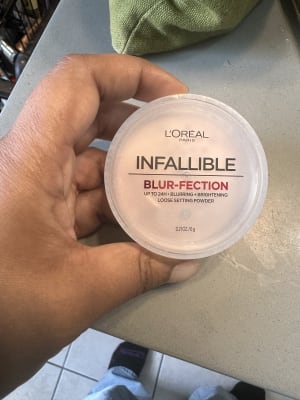 L'ORÉAL
PARIS
INFALLIBLE
BLUR-FECTION
UP TO 24H • BLURRING + BRIGHTENING
LOOSE SETTING POWDER